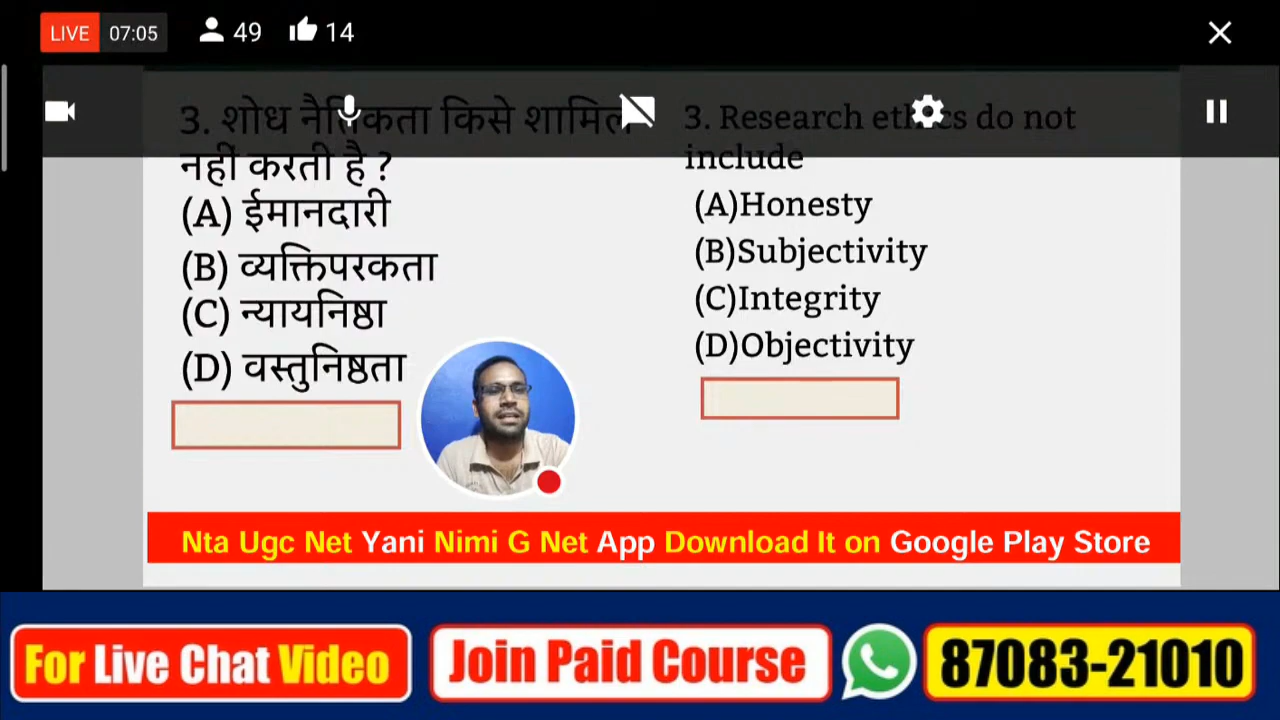 LIVE 07:05 49 14
3. शोध नैतिकता किसे शामिल
नहीं करती है ?
(A) ईमानदारी
(B) व्यक्तिपरकता
(C) न्यायनिष्ठा
(D) वस्तुनिष्ठता
3. Research ethics do not
include
(A)Honesty
(B)Subjectivity
(C)Integrity
(D)Objectivity
Nta Ugc Net Yani Nimi G Net App Download It on Google Play Store
For Live Chat Video
Join Paid Course
87083-21010